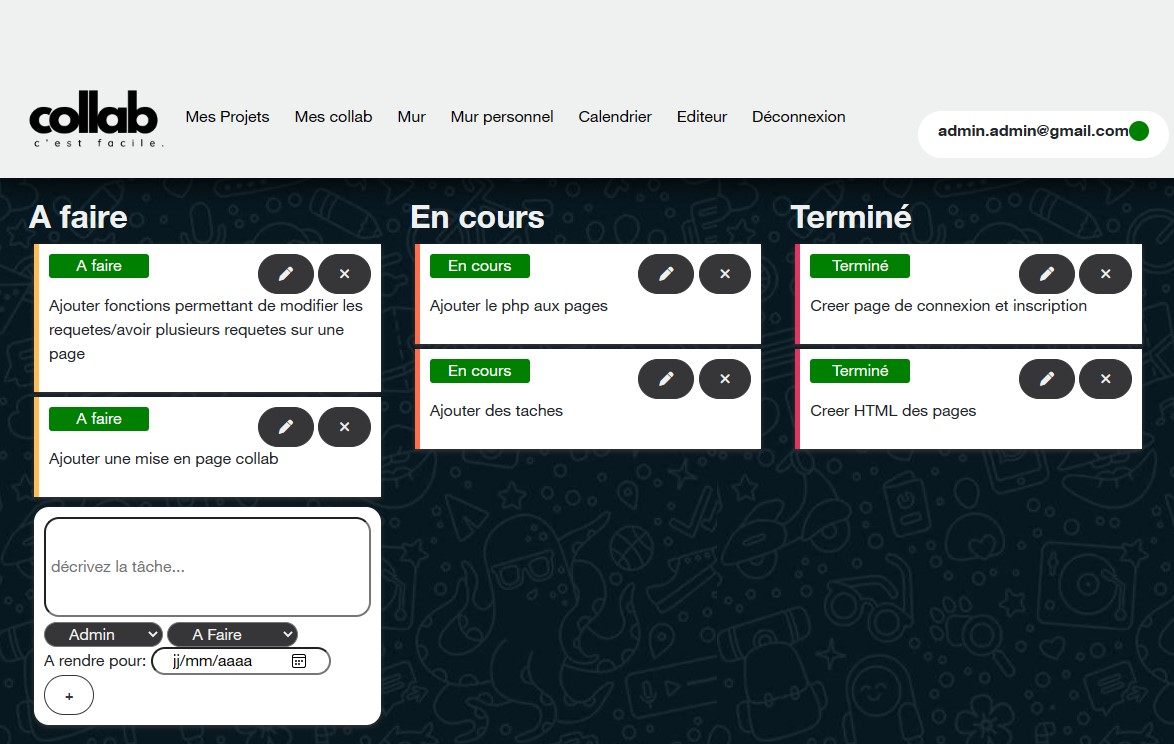 collab
c'est facile.
Mes Projets Mes collab Mur Mur personnel Calendrier Editeur Déconnexion
admin.admin@gmail.com
A faire
A faire
Ajouter fonctions permettant de modifier les
requetes/avoir plusieurs requetes sur une
page
A faire
Ajouter une mise en page collab
décrivez la tâche...
Admin A Faire
A rendre pour: jj/mm/aaaa
+
En cours
En cours
Ajouter le php aux pages
En cours
Ajouter des taches
Terminé
Terminé
Creer page de connexion et inscription
Terminé
Creer HTML des pages